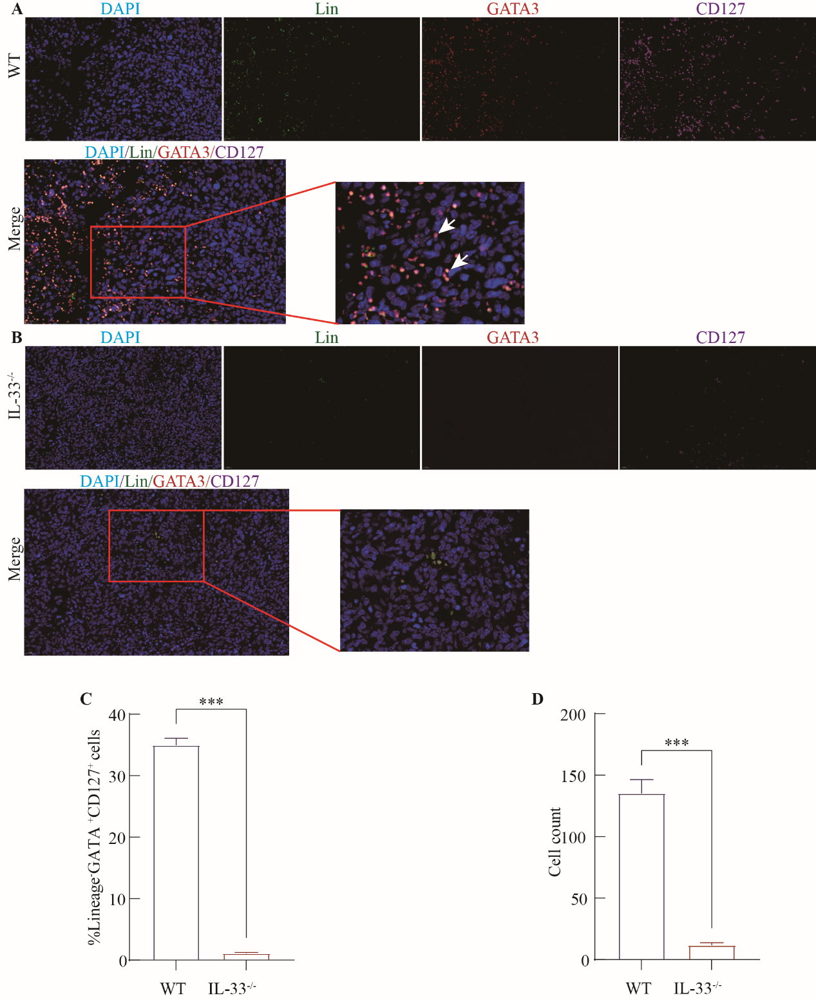 A
DAPI
Lin
GATA3
CD127
WT
DAPI/Lin/GATA3/CD127
Merge
B
DAPI
Lin
GATA3
CD127
IL-33-/-
DAPI/Lin/GATA3/CD127
Merge
C
***
40
30
20
10
0
%Lineage-GATA +CD127+ cells
WT
IL-33-/-
D
***
200
150
100
50
0
Cell count
WT
IL-33-/-